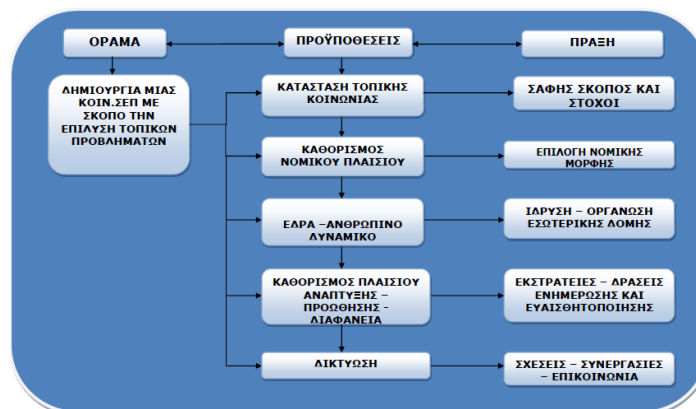 ΟΡΑΜΑ
ΠΡΟΫΠΟΘΕΣΕΙΣ
ΠΡΑΞΗ
ΔΗΜΙΟΥΡΓΙΑ ΜΙΑΣ
ΚΟΙΝ.ΣΕΠ ΜΕ
ΣΚΟΠΟ ΤΗΝ
ΕΠΙΛΥΣΗ ΤΟΠΙΚΩΝ
ΠΡΟΒΛΗΜΑΤΩΝ
ΚΑΤΑΣΤΑΣΗ ΤΟΠΙΚΗΣ
ΚΟΙΝΩΝΙΑΣ
ΣΑΦΗΣ ΣΚΟΠΟΣ ΚΑΙ
ΣΤΟΧΟΙ
ΚΑΘΟΡΙΣΜΟΣ
ΝΟΜΙΚΟΥ ΠΛΑΙΣΙΟΥ
ΕΠΙΛΟΓΗ ΝΟΜΙΚΗΣ
ΜΟΡΦΗΣ
ΕΔΡΑ –ΑΝΘΡΩΠΙΝΟ
ΔΥΝΑΜΙΚΟ
ΙΔΡΥΣΗ – ΟΡΓΑΝΩΣΗ
ΕΣΩΤΕΡΙΚΗΣ ΔΟΜΗΣ
ΚΑΘΟΡΙΣΜΟΣ ΠΛΑΙΣΙΟΥ
ΑΝΑΠΤΥΞΗΣ –
ΠΡΟΩΘΗΣΗΣ -
ΔΙΑΦΑΝΕΙΑ
ΕΚΣΤΡΑΤΕΙΕΣ – ΔΡΑΣΕΙΣ
ΕΝΗΜΕΡΩΣΗΣ ΚΑΙ
ΕΥΑΙΣΘΗΤΟΠΟΙΗΣΗΣ
ΔΙΚΤΥΩΣΗ
ΣΧΕΣΕΙΣ – ΣΥΝΕΡΓΑΣΙΕΣ
– ΕΠΙΚΟΙΝΩΝΙΑ